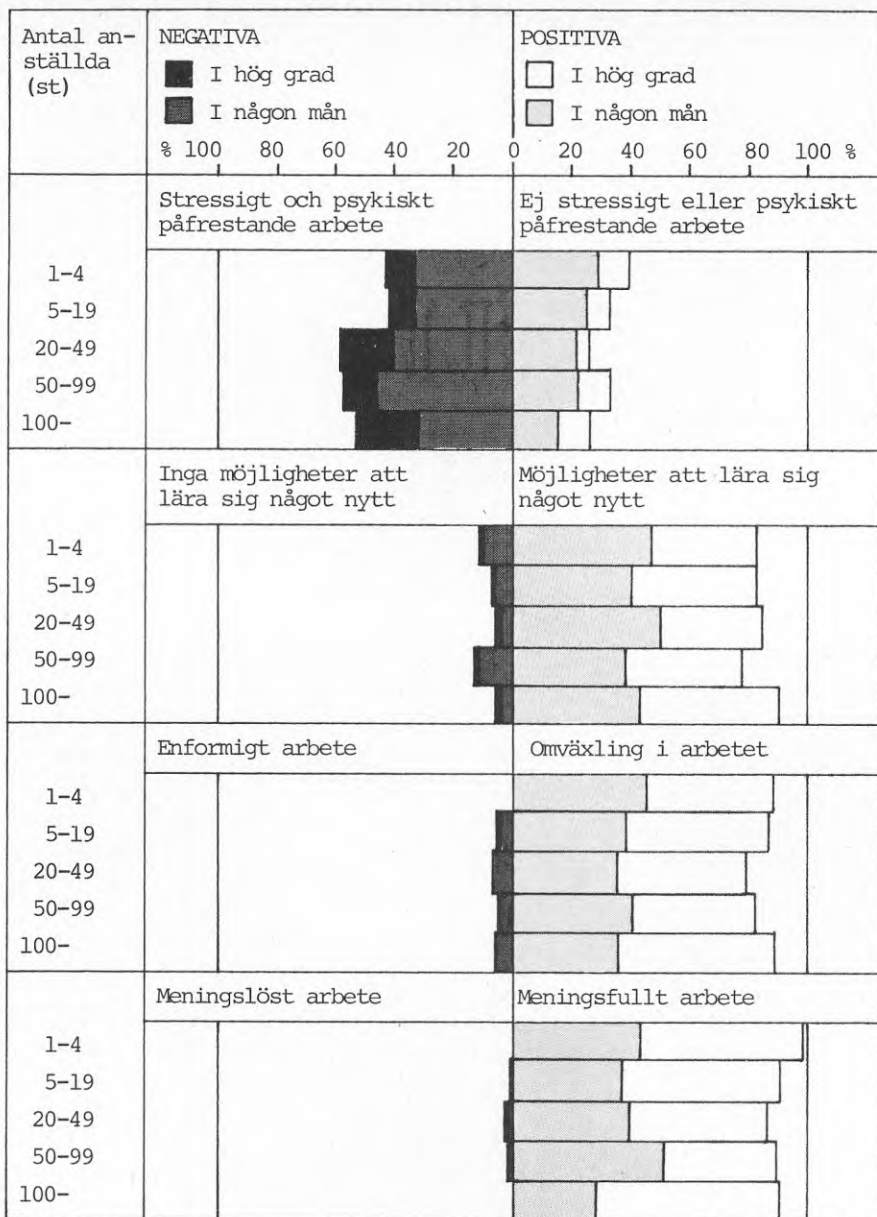 Antal an-
ställda
(st)
NEGATIVA
I hög grad
I någon mån
POSITIVA
I hög grad
I någon mån
% 100 80 60 40 20 0 20 40 60 80 100 %
Stressigt och psykiskt
påfrestande arbete
Ej stressigt eller psykiskt
påfrestande arbete
1-4
5-19
20-49
50-99
100-
Inga möjligheter att
lära sig något nytt
Möjligheter att lära sig
något nytt
1-4
5-19
20-49
50-99
100-
Enformigt arbete
Omväxling i arbetet
1-4
5-19
20-49
50-99
100-
Meningslöst arbete
Meningsfullt arbete
1-4
5-19
20-49
50-99
100-